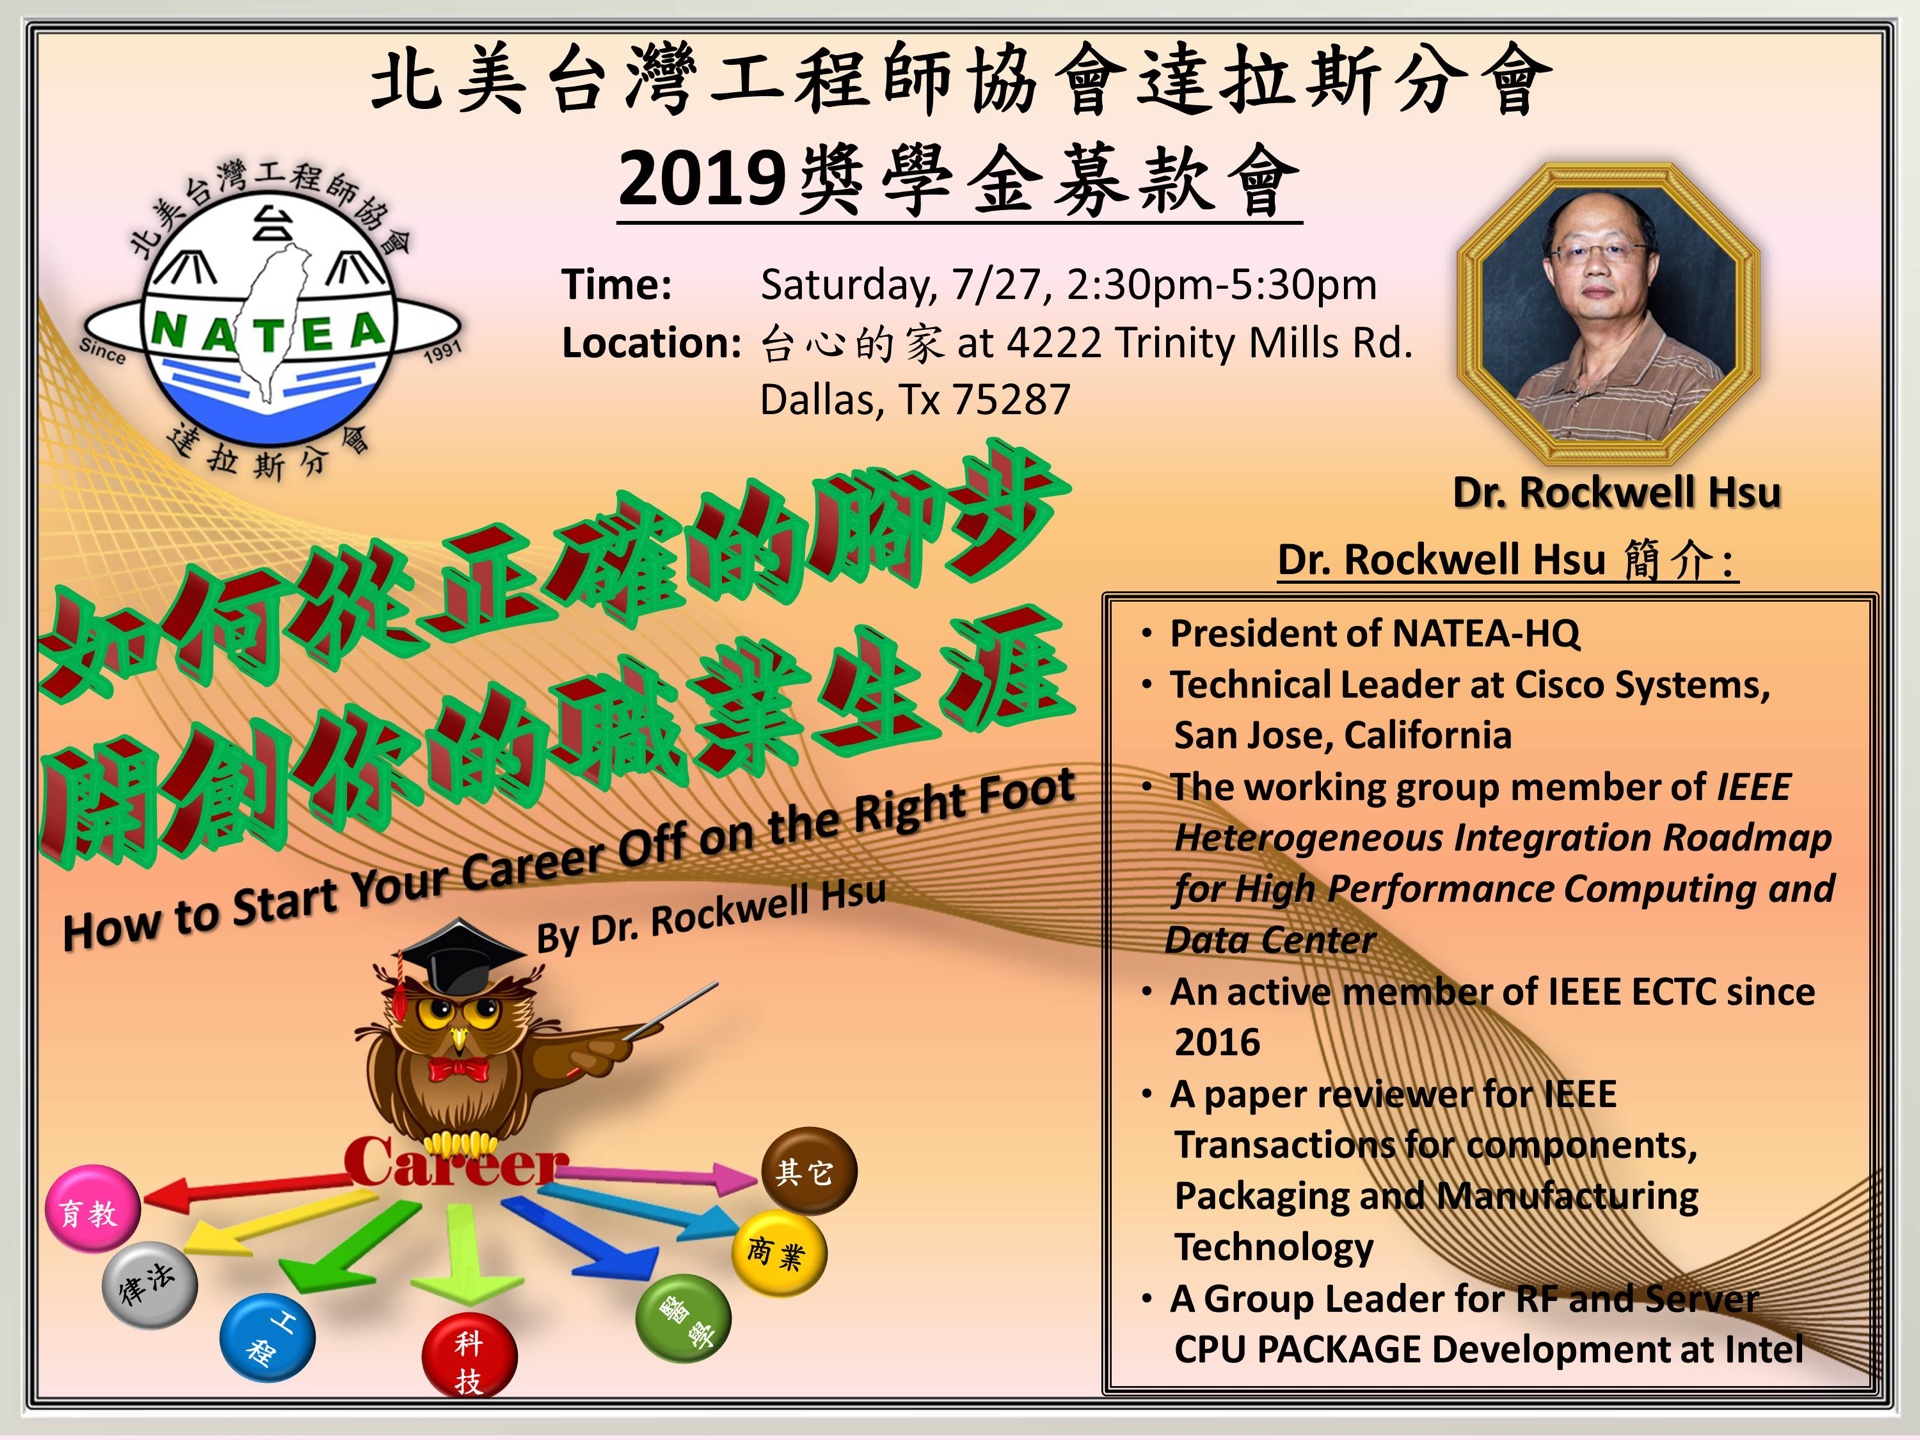 北美台灣工程師協會達拉斯分會
2019獎學金募款會
北美台灣工程師協會
台
NATEA
Since 1991
達拉斯分會
Time: Saturday, 7/27, 2:30pm-5:30pm
Location: 台心的家 at 4222 Trinity Mills Rd.
Dallas, Tx 75287
Dr. Rockwell Hsu
如何從正確的腳步
開創你的職業生涯
How to Start Your Career Off on the Right Foot
By Dr. Rockwell Hsu
Career
育教
律法
工程
科技
醫學
商業
其它
Dr. Rockwell Hsu 簡介:
• President of NATEA-HQ
• Technical Leader at Cisco Systems,
San Jose, California
• The working group member of IEEE
Heterogeneous Integration Roadmap
for High Performance Computing and
Data Center
• An active member of IEEE ECTC since
2016
• A paper reviewer for IEEE
Transactions for components,
Packaging and Manufacturing
Technology
• A Group Leader for RF and Server
CPU PACKAGE Development at Intel